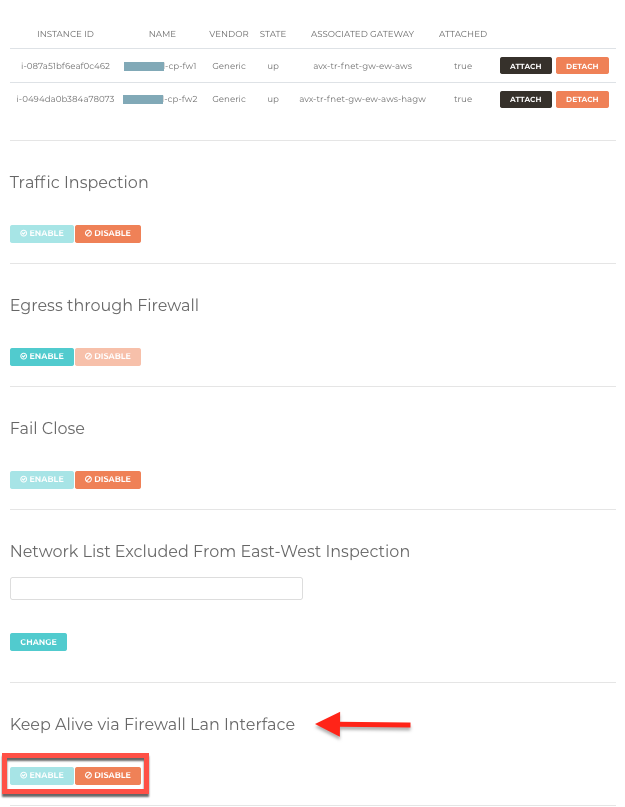 INSTANCE ID NAME VENDOR STATE ASSOCIATED GATEWAY ATTACHED
i-087a51bf6eaf0c462 -cp-fw1 Generic up avx-tr-fnet-gw-ew-aws true ATTACH DETACH
i-0494da0b384a78073 -cp-fw2 Generic up avx-tr-fnet-gw-ew-aws-hagw true ATTACH DETACH
Traffic Inspection
ENABLE DISABLE
Egress through Firewall
ENABLE DISABLE
Fail Close
ENABLE DISABLE
Network List Excluded From East-West Inspection
CHANGE
Keep Alive via Firewall Lan Interface
ENABLE DISABLE